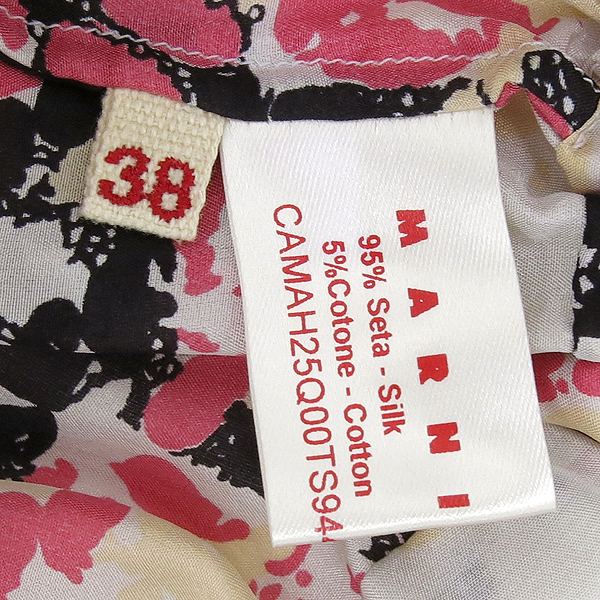 38
MARNI
95% Seta - Silk
5%Cotone - Cotton
CAMAH25Q00TS94